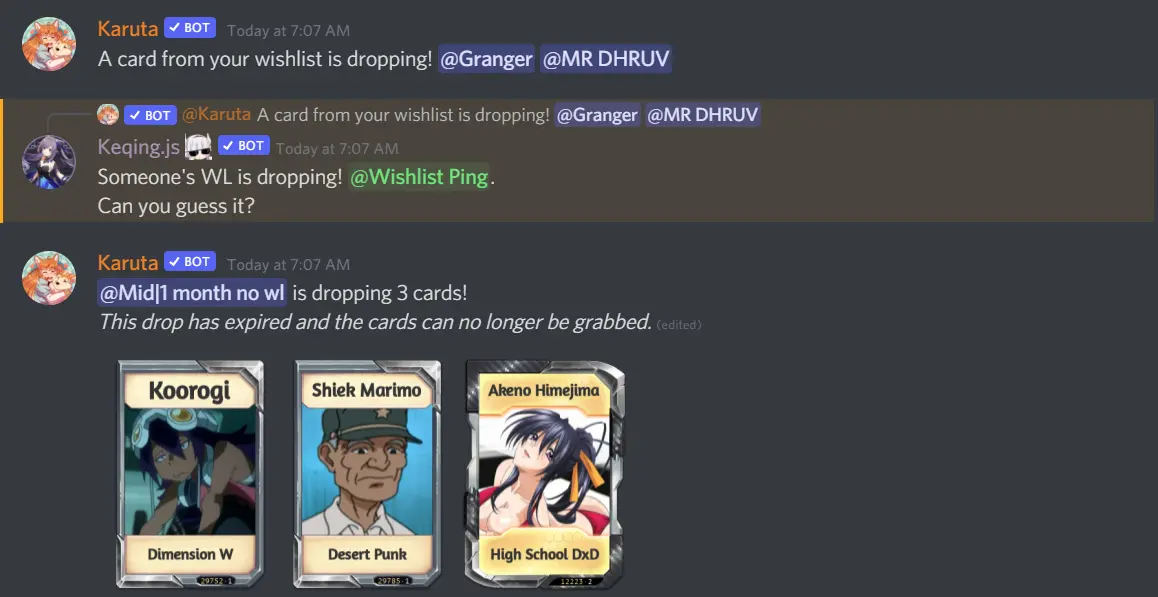 Karuta ✓ BOT Today at 7:07 AM
A card from your wishlist is dropping! @Granger @MR DHRUV
✓ BOT @Karuta A card from your wishlist is dropping! @Granger @MR DHRUV
Keqing.js ✓ BOT Today at 7:07 AM
Someone's WL is dropping! @Wishlist Ping.
Can you guess it?
Karuta ✓ BOT Today at 7:07 AM
@Mid|1 month no wl is dropping 3 cards!
This drop has expired and the cards can no longer be grabbed. (edited)
Koorogi
Dimension W
29752·1
Shiek Marimo
Desert Punk
29785·1
Akeno Himejima
High School DxD
12223·2